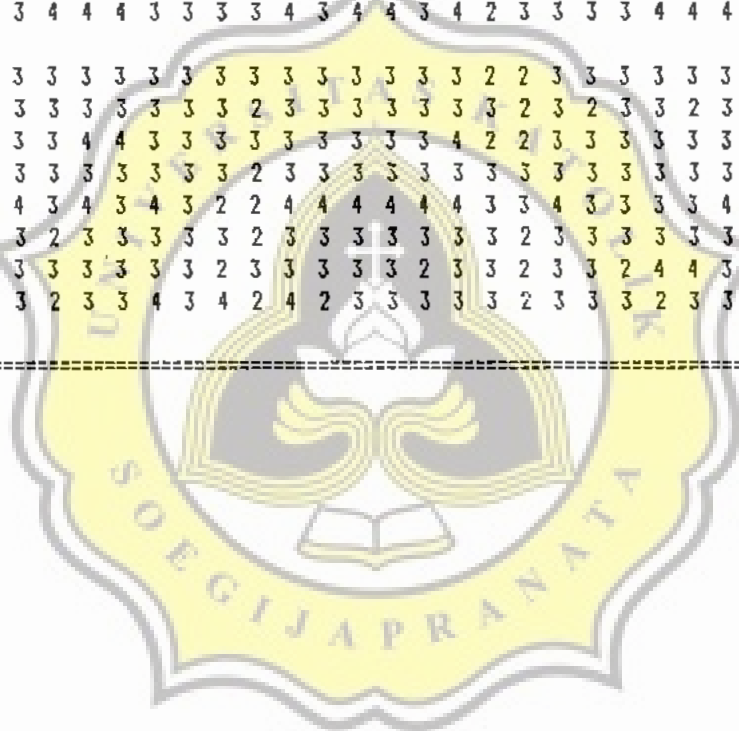 3 4 4 4 3 3 3 3 4 3 4 4 3 4 2 3 3 3 3 4 4 4
3 3 3 3 3 3 3 3 3 3 3 3 3 3 2 2 3 3 3 3 3 3
3 3 3 3 3 3 3 2 3 3 3 3 3 3 3 2 3 2 3 3 2 3
3 3 4 4 3 3 3 3 3 3 3 3 3 4 2 2 3 3 3 3 3 3
3 3 3 3 3 3 3 2 3 3 3 3 3 3 3 3 3 3 3 3 3 3
4 3 4 3 4 3 2 2 4 4 4 4 4 4 3 3 4 3 3 3 3 4
3 2 3 3 3 3 3 2 3 3 3 3 3 3 3 2 3 3 3 3 3 3
3 3 3 3 3 3 2 3 3 3 3 3 2 3 3 2 3 3 2 4 4 3
3 2 3 3 4 3 4 2 4 2 3 3 3 3 3 2 3 3 3 2 3 3
UNIVERSITAS KATOLIK
SOEGIJAPRANATA